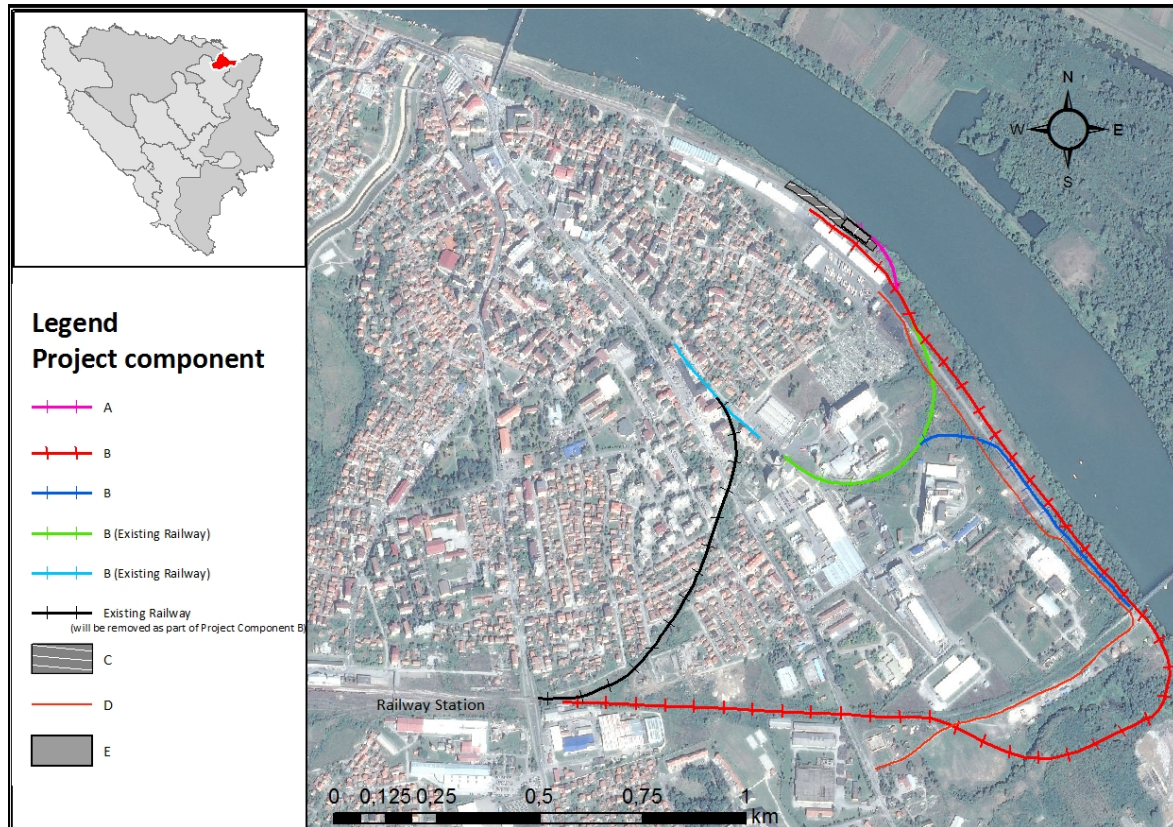 N
W
E
S
Legend
Project component
A
B
B
B (Existing Railway)
B (Existing Railway)
Existing Railway
(will be removed as part of Project Component B)
C
D
E
Railway Station
0 0,125 0,25 0,5 0,75 1
km